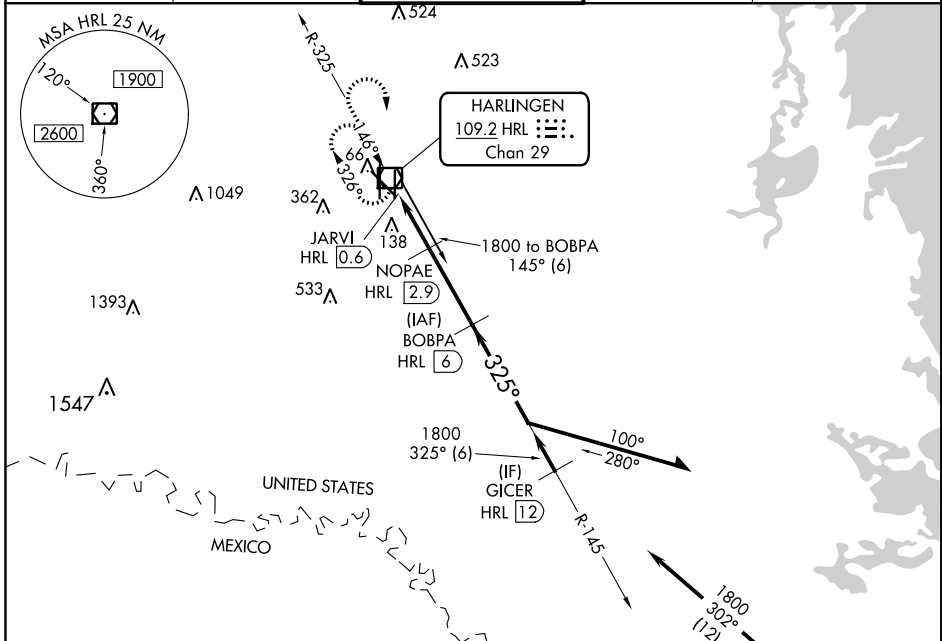 MSA HRL 25 NM
120°
1900
2600
360°
R-325
524
523
HARLINGEN
109.2 HRL
Chan 29
146°
66
326°
1049
362
JARVI
HRL 0.6
138
1800 to BOBPA
145° (6)
NOPAE
HRL 2.9
533
1393
(IAF)
BOBPA
HRL 6
325°
1547
1800
325° (6)
100°
280°
(IF)
GICER
HRL 12
UNITED STATES
MEXICO
R-145
1800
302°
(12)